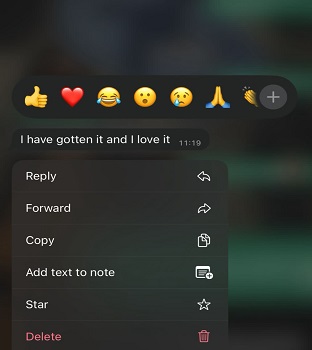 I have gotten it and I love it 11:19
Reply
Forward
Copy
Add text to note
Star
Delete